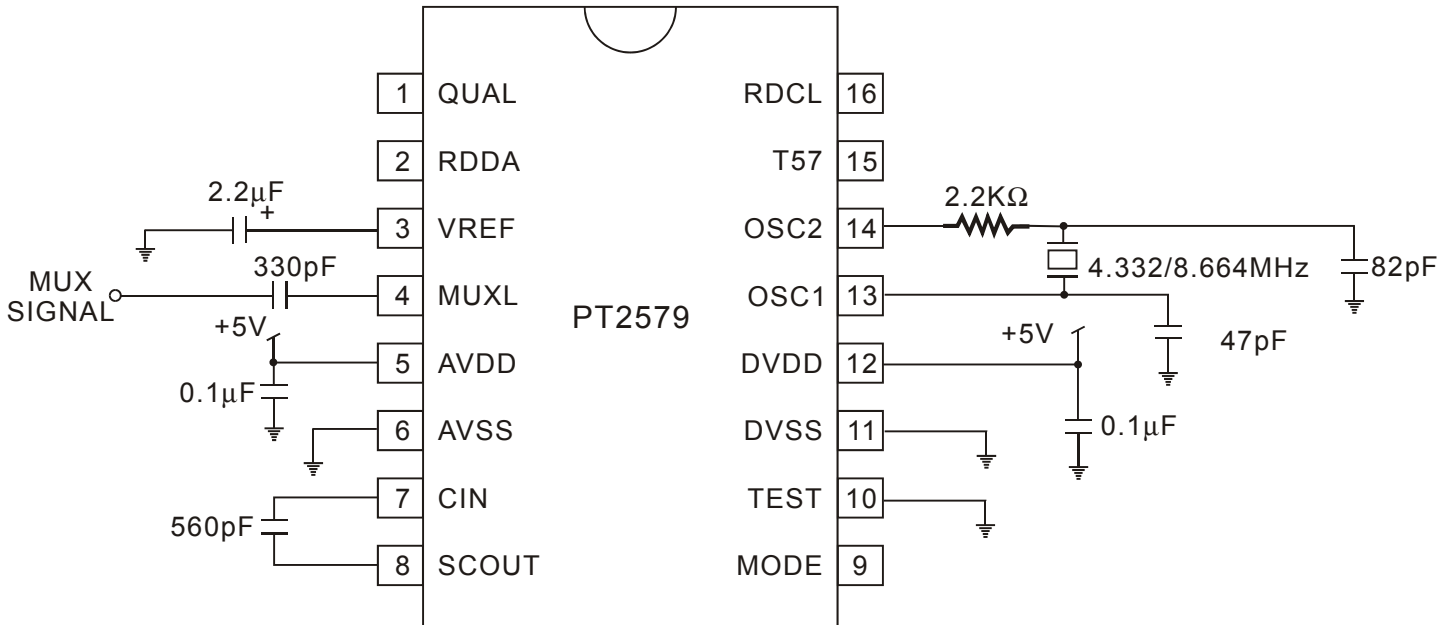 1 QUAL
RDCL 16
2 RDDA
T57 15
2.2μF
+
2.2KΩ
3 VREF
OSC2 14
330pF
4.332/8.664MHz
82pF
MUX
SIGNAL
4 MUXL
OSC1 13
PT2579
+5V
+5V
47pF
5 AVDD
DVDD 12
0.1μF
6 AVSS
DVSS 11
0.1μF
7 CIN
TEST 10
560pF
8 SCOUT
MODE 9